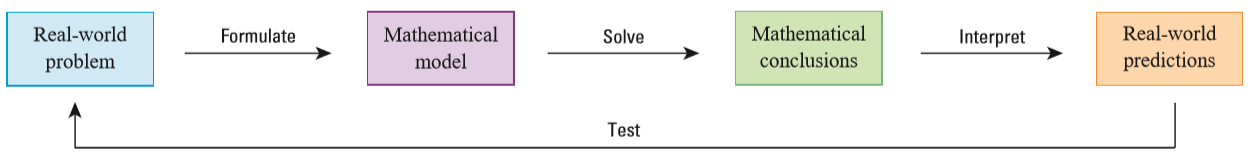 Real-world
problem
Formulate
Mathematical
model
Solve
Mathematical
conclusions
Interpret
Real-world
predictions
Test